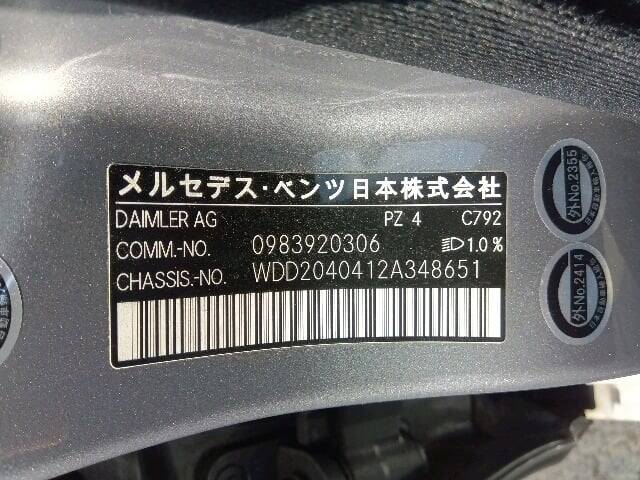 メルセデス・ベンツ日本株式会社
DAIMLER AG PZ 4 C792
COMM.-NO. 0983920306 1.0%
CHASSIS.-NO. WDD2040412A348651
外No.2355
外No.2414